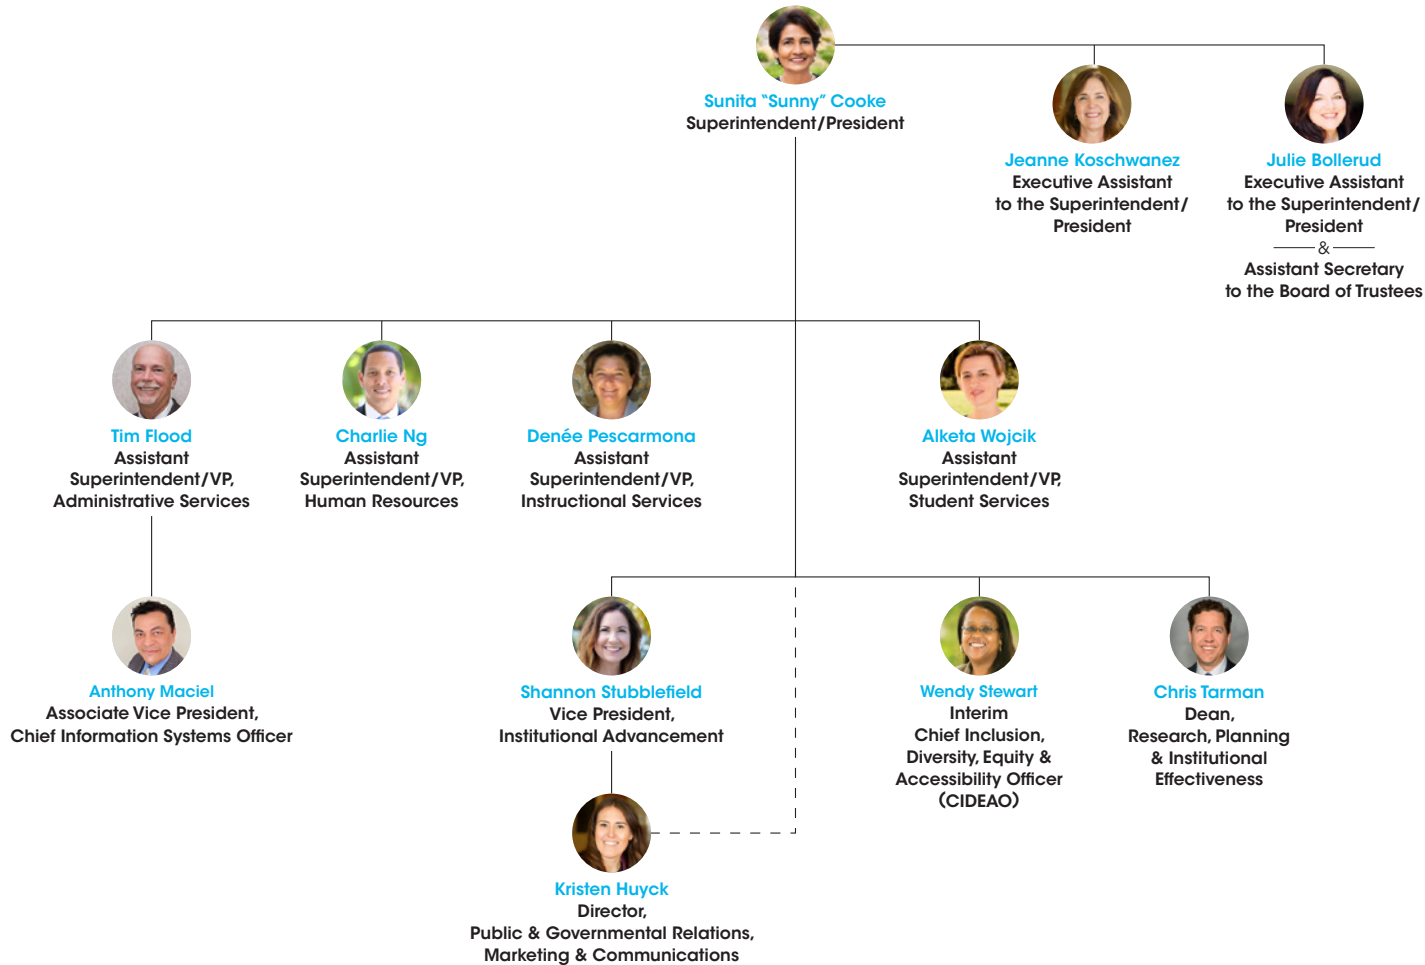 Sunita “Sunny” Cooke
Superintendent/President
Jeanne Koschwanez
Executive Assistant
to the Superintendent/
President
Julie Bollerud
Executive Assistant
to the Superintendent/
President
&
Assistant Secretary
to the Board of Trustees
Tim Flood
Assistant
Superintendent/VP,
Administrative Services
Charlie Ng
Assistant
Superintendent/VP,
Human Resources
Denée Pescarmona
Assistant
Superintendent/VP,
Instructional Services
Alketa Wojcik
Assistant
Superintendent/VP,
Student Services
Anthony Maciel
Associate Vice President,
Chief Information Systems Officer
Shannon Stubblefield
Vice President,
Institutional Advancement
Wendy Stewart
Interim
Chief Inclusion,
Diversity, Equity &
Accessibility Officer
(CIDEAO)
Chris Tarman
Dean,
Research, Planning
& Institutional
Effectiveness
Kristen Huyck
Director,
Public & Governmental Relations,
Marketing & Communications